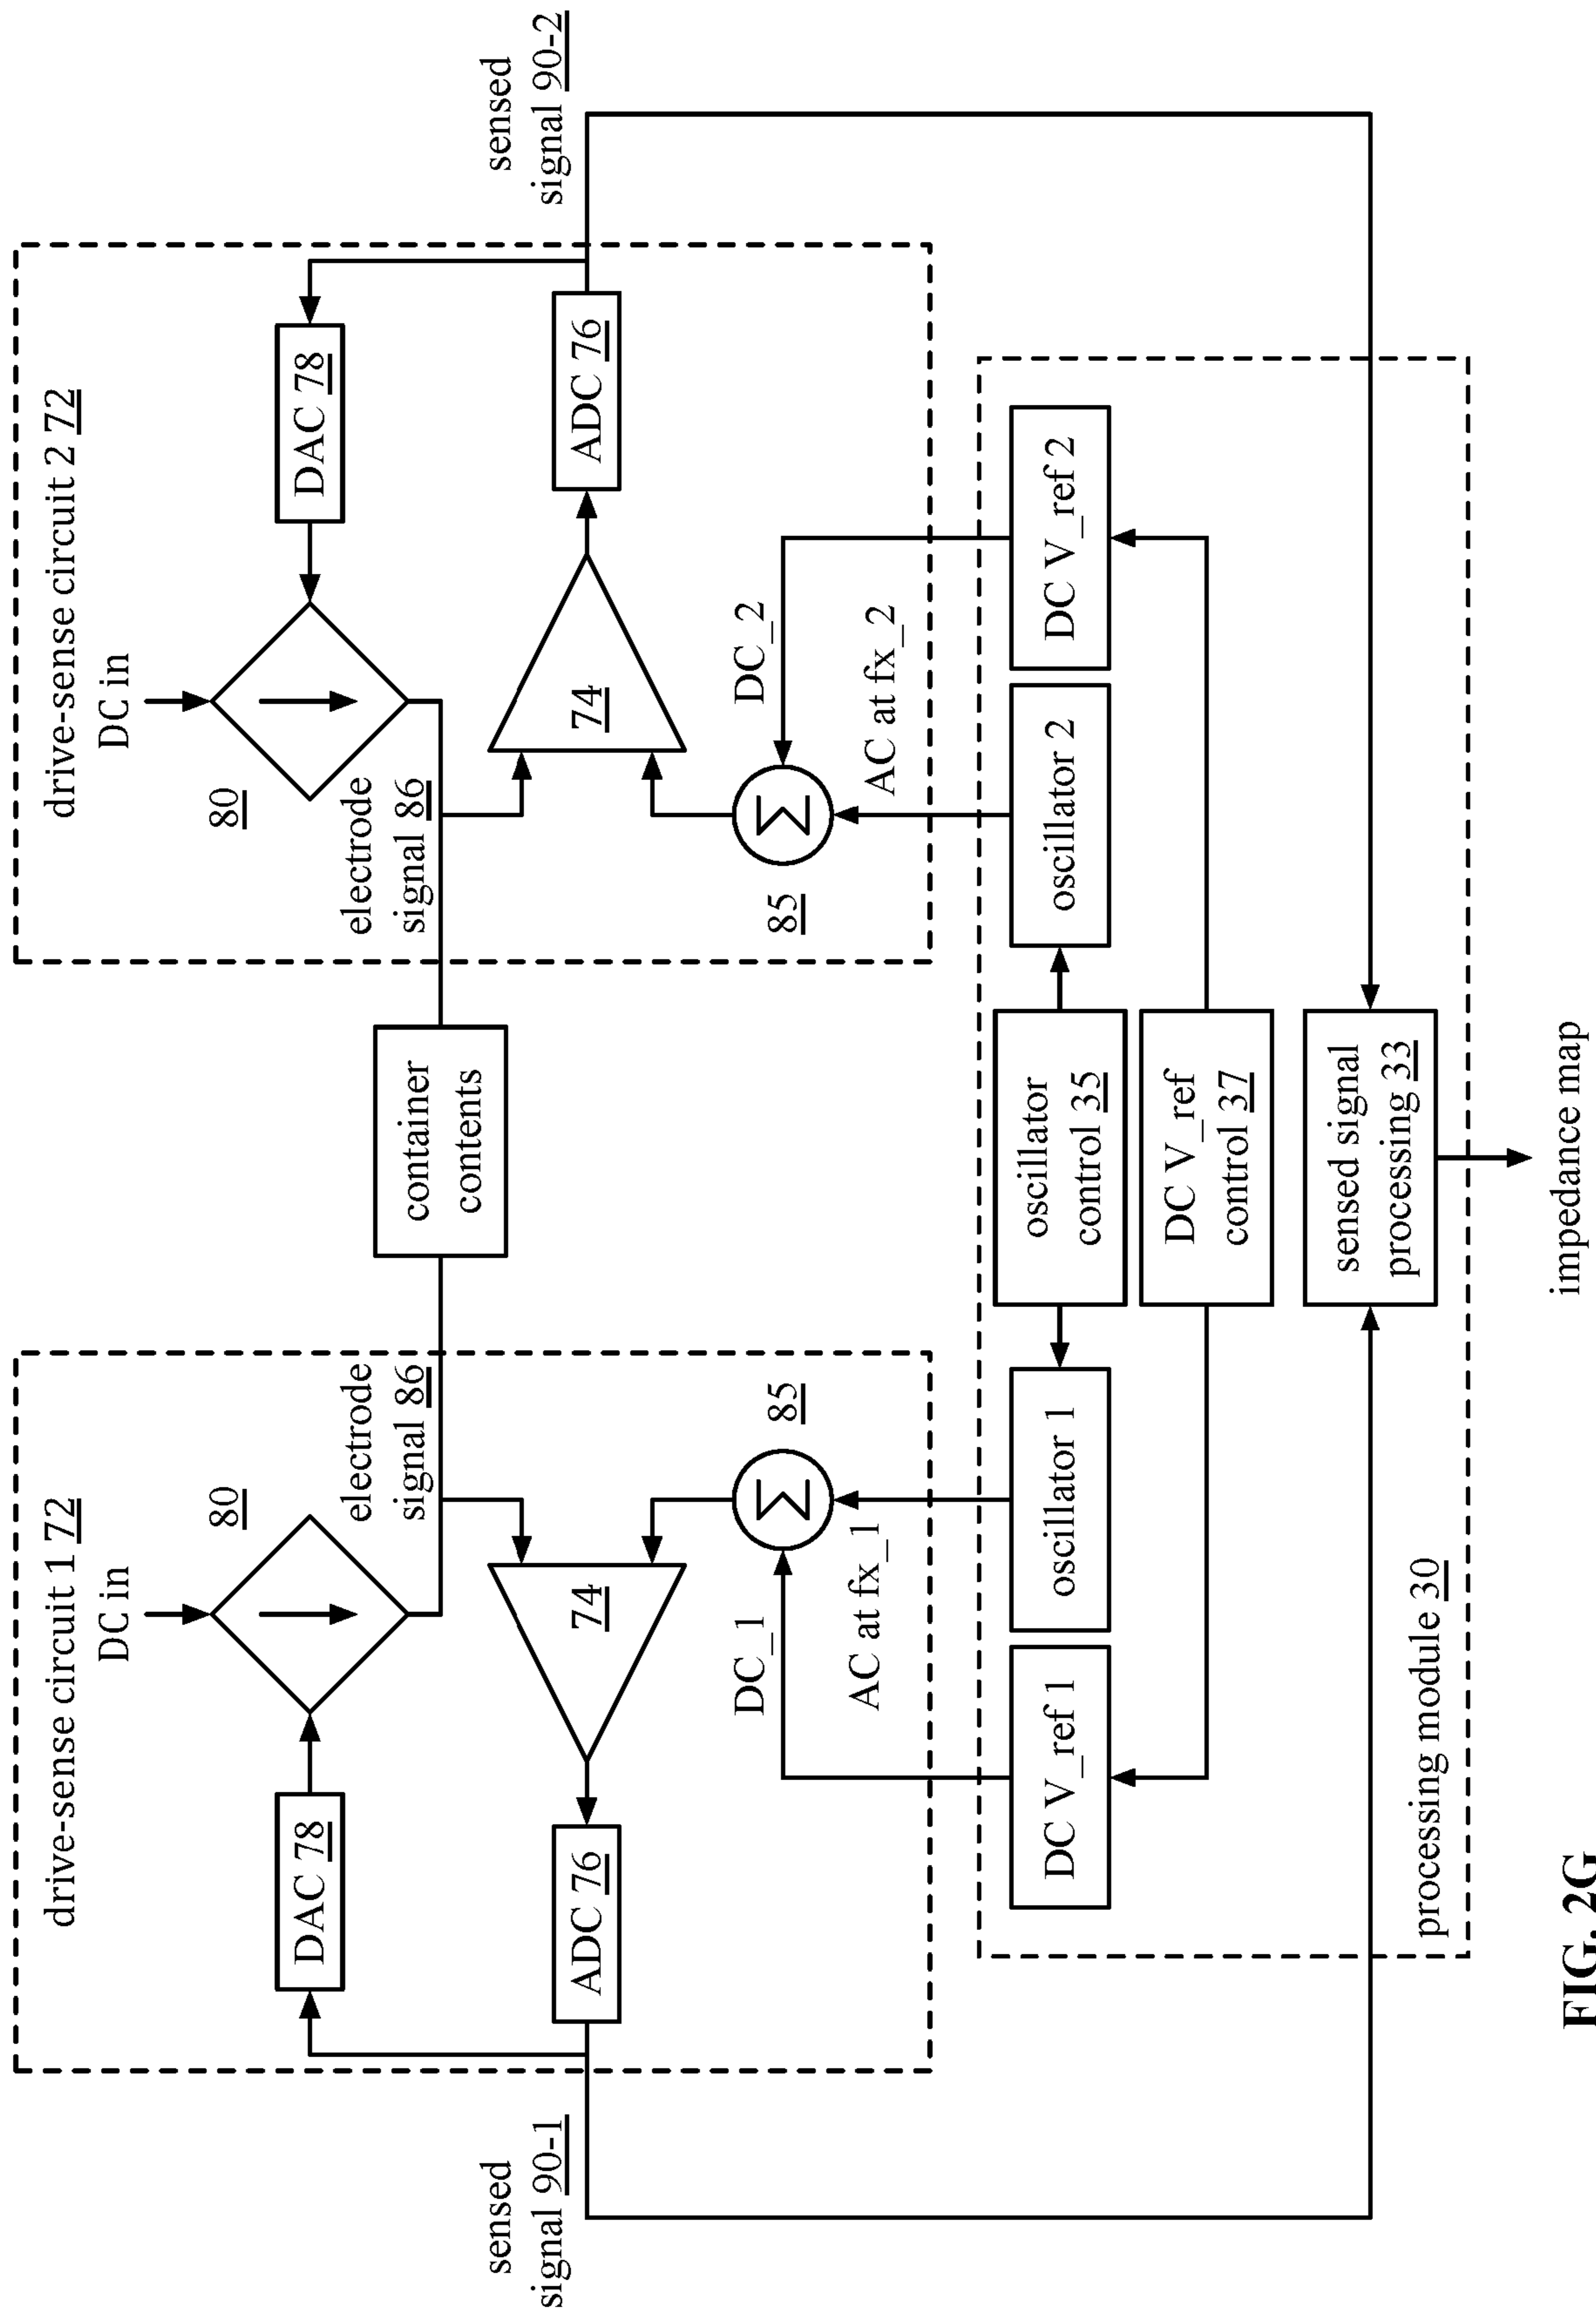 drive-sense circuit 1 72
DC in
80
DAC 78
electrode
signal 86
74
ADC 76
sensed
signal 90-1
85
DC_1
AC at fx_1
container
contents
drive-sense circuit 2 72
DC in
80
DAC 78
electrode
signal 86
74
ADC 76
sensed
signal 90-2
85
Σ
Σ
DC_2
AC at fx_2
DC V_ref 1
oscillator 1
oscillator
control 35
oscillator 2
DC V_ref 2
DC V_ref
control 37
sensed signal
processing 33
processing module 30
impedance map
FIG. 2G